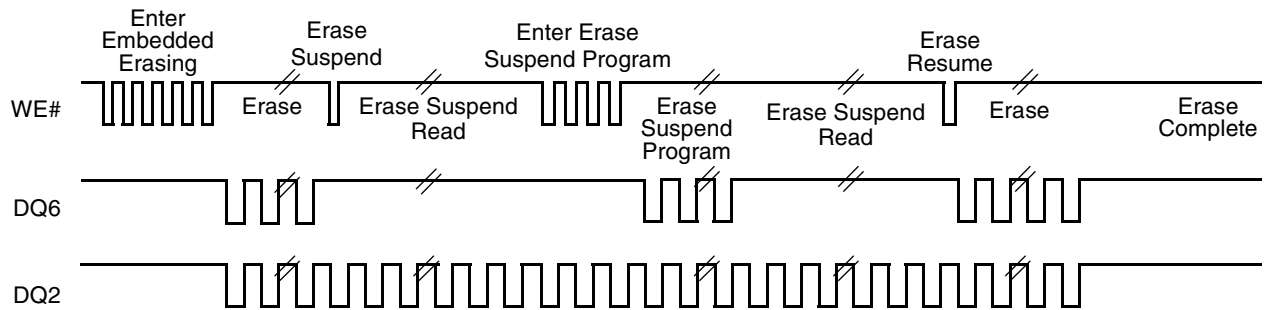 Enter
Embedded
Erasing
Erase
Suspend
Enter Erase
Suspend Program
Erase
Resume
WE#
Erase
Erase Suspend
Read
Erase
Suspend
Program
Erase Suspend
Read
Erase
Erase
Complete
DQ6
DQ2